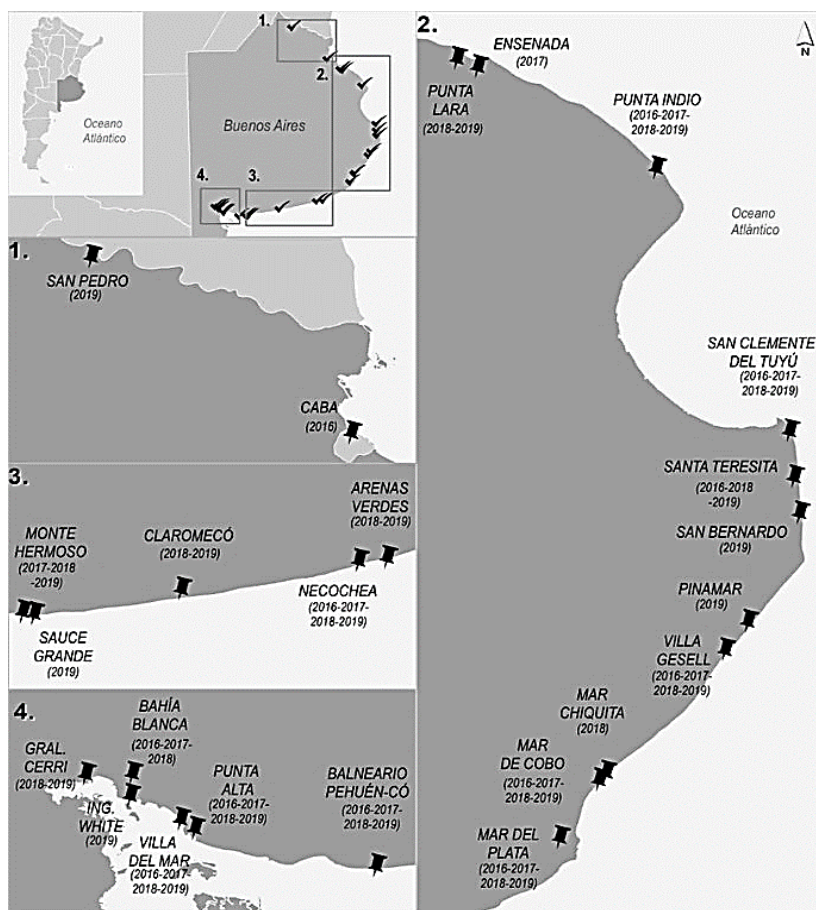 Oceano
Atlántico
1.
2.
Buenos Aires
4.
3.
1.
SAN PEDRO
(2019)
CABA
(2016)
3.
MONTE
HERMOSO
(2017-2018
-2019)
SAUCE
GRANDE
(2019)
CLAROMECÓ
(2018-2019)
ARENAS
VERDES
(2018-2019)
NECOCHEA
(2016-2017-
2018-2019)
4.
GRAL.
CERRI
(2018-2019)
BAHÍA
BLANCA
(2016-2017-
2018)
ING.
WHITE
(2019)
VILLA
DEL MAR
(2016-2017-
2018-2019)
PUNTA
ALTA
(2016-2017-
2018-2019)
BALNEARIO
PEHUÉN-CÓ
(2016-2017-
2018-2019)
2.
N
ENSENADA
(2017)
PUNTA
LARA
(2018-2019)
PUNTA INDIO
(2016-2017-
2018-2019)
Oceano
Atlántico
SAN CLEMENTE
DEL TUYÚ
(2016-2017-
2018-2019)
SANTA TERESITA
(2016-2018
-2019)
SAN BERNARDO
(2019)
PINAMAR
(2019)
VILLA
GESELL
(2016-2017-
2018-2019)
MAR
CHIQUITA
(2018)
MAR
DE COBO
(2016-2017-
2018-2019)
MAR DEL
PLATA
(2016-2017-
2018-2019)